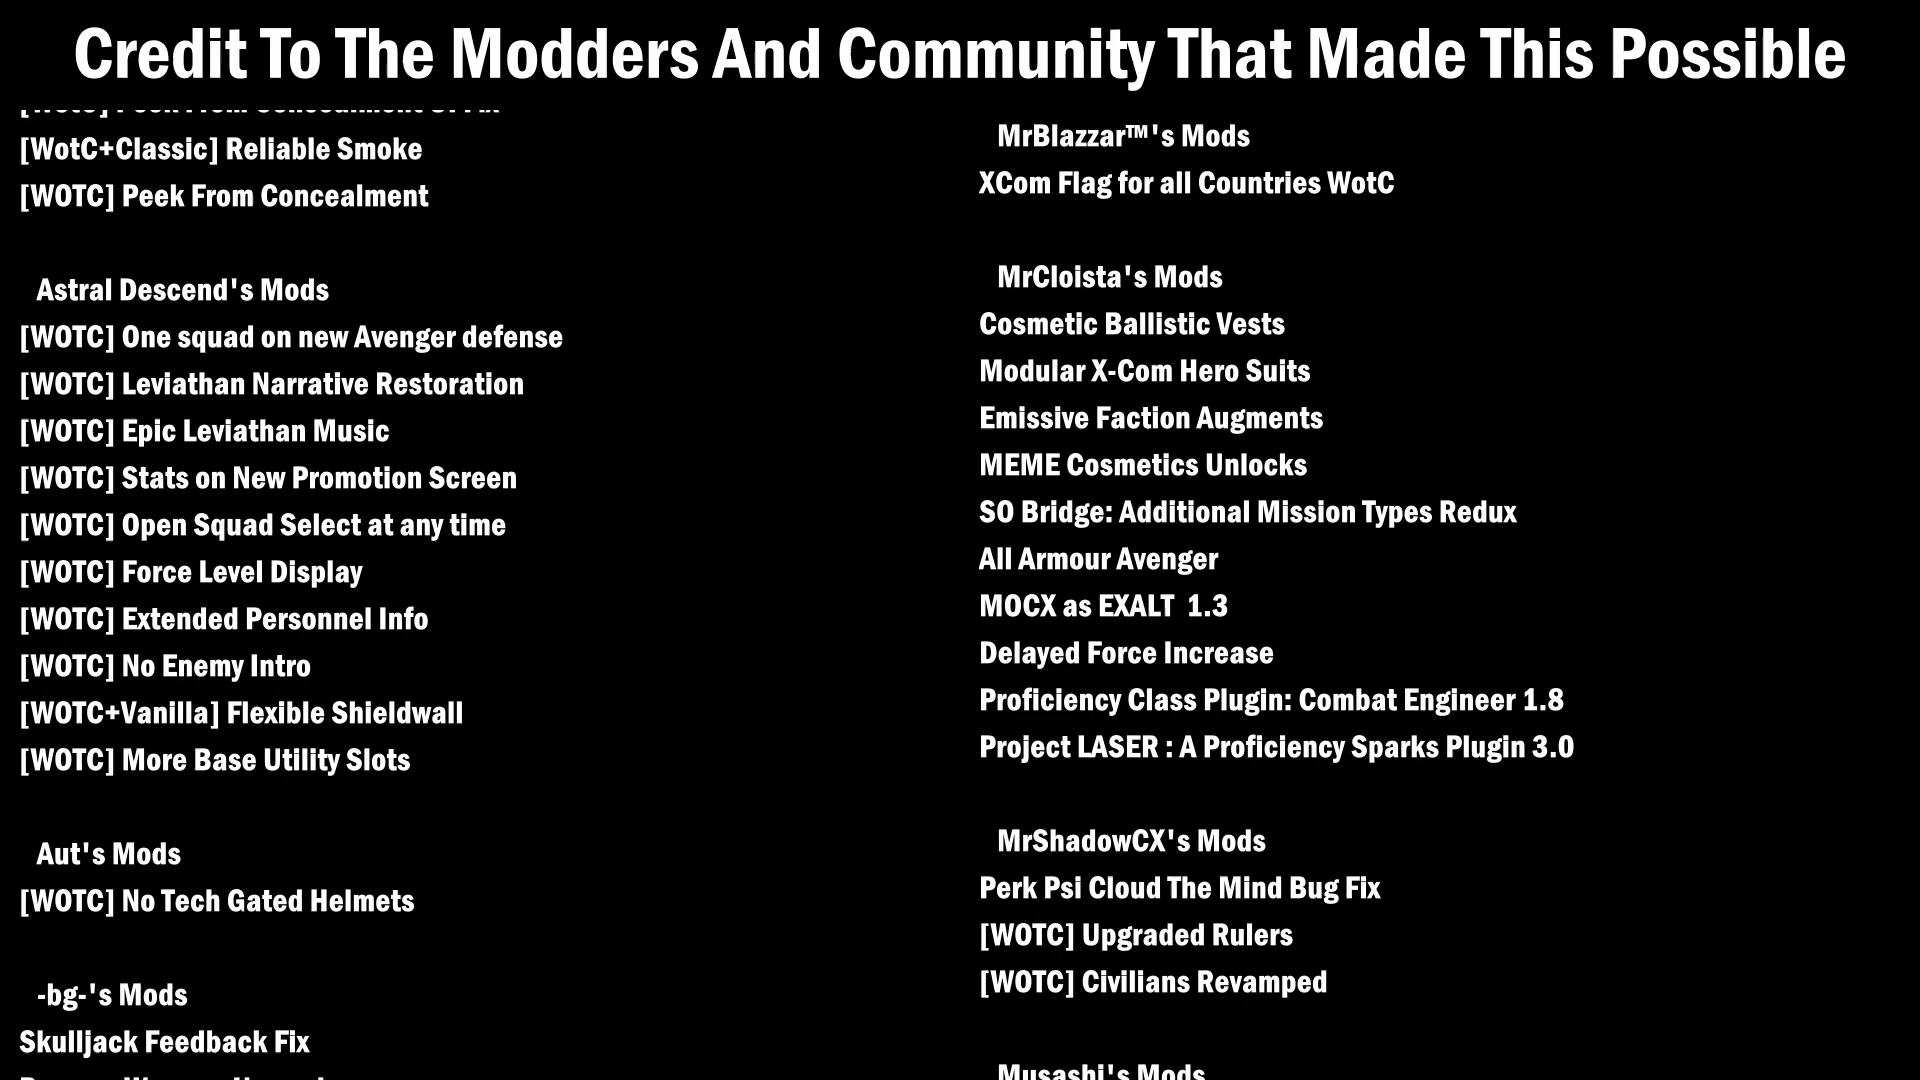 Credit To The Modders And Community That Made This Possible
[WotC+Classic] Reliable Smoke
[WOTC] Peek From Concealment
Astral Descend's Mods
[WOTC] One squad on new Avenger defense
[WOTC] Leviathan Narrative Restoration
[WOTC] Epic Leviathan Music
[WOTC] Stats on New Promotion Screen
[WOTC] Open Squad Select at any time
[WOTC] Force Level Display
[WOTC] Extended Personnel Info
[WOTC] No Enemy Intro
[WOTC+Vanilla] Flexible Shieldwall
[WOTC] More Base Utility Slots
Aut's Mods
[WOTC] No Tech Gated Helmets
-bg-'s Mods
Skulljack Feedback Fix
MrBlazzar™'s Mods
XCom Flag for all Countries WotC
MrCloista's Mods
Cosmetic Ballistic Vests
Modular X-Com Hero Suits
Emissive Faction Augments
MEME Cosmetics Unlocks
SO Bridge: Additional Mission Types Redux
All Armour Avenger
MOCX as EXALT  1.3
Delayed Force Increase
Proficiency Class Plugin: Combat Engineer 1.8
Project LASER : A Proficiency Sparks Plugin 3.0
MrShadowCX's Mods
Perk Psi Cloud The Mind Bug Fix
[WOTC] Upgraded Rulers
[WOTC] Civilians Revamped
Musashi's Mods